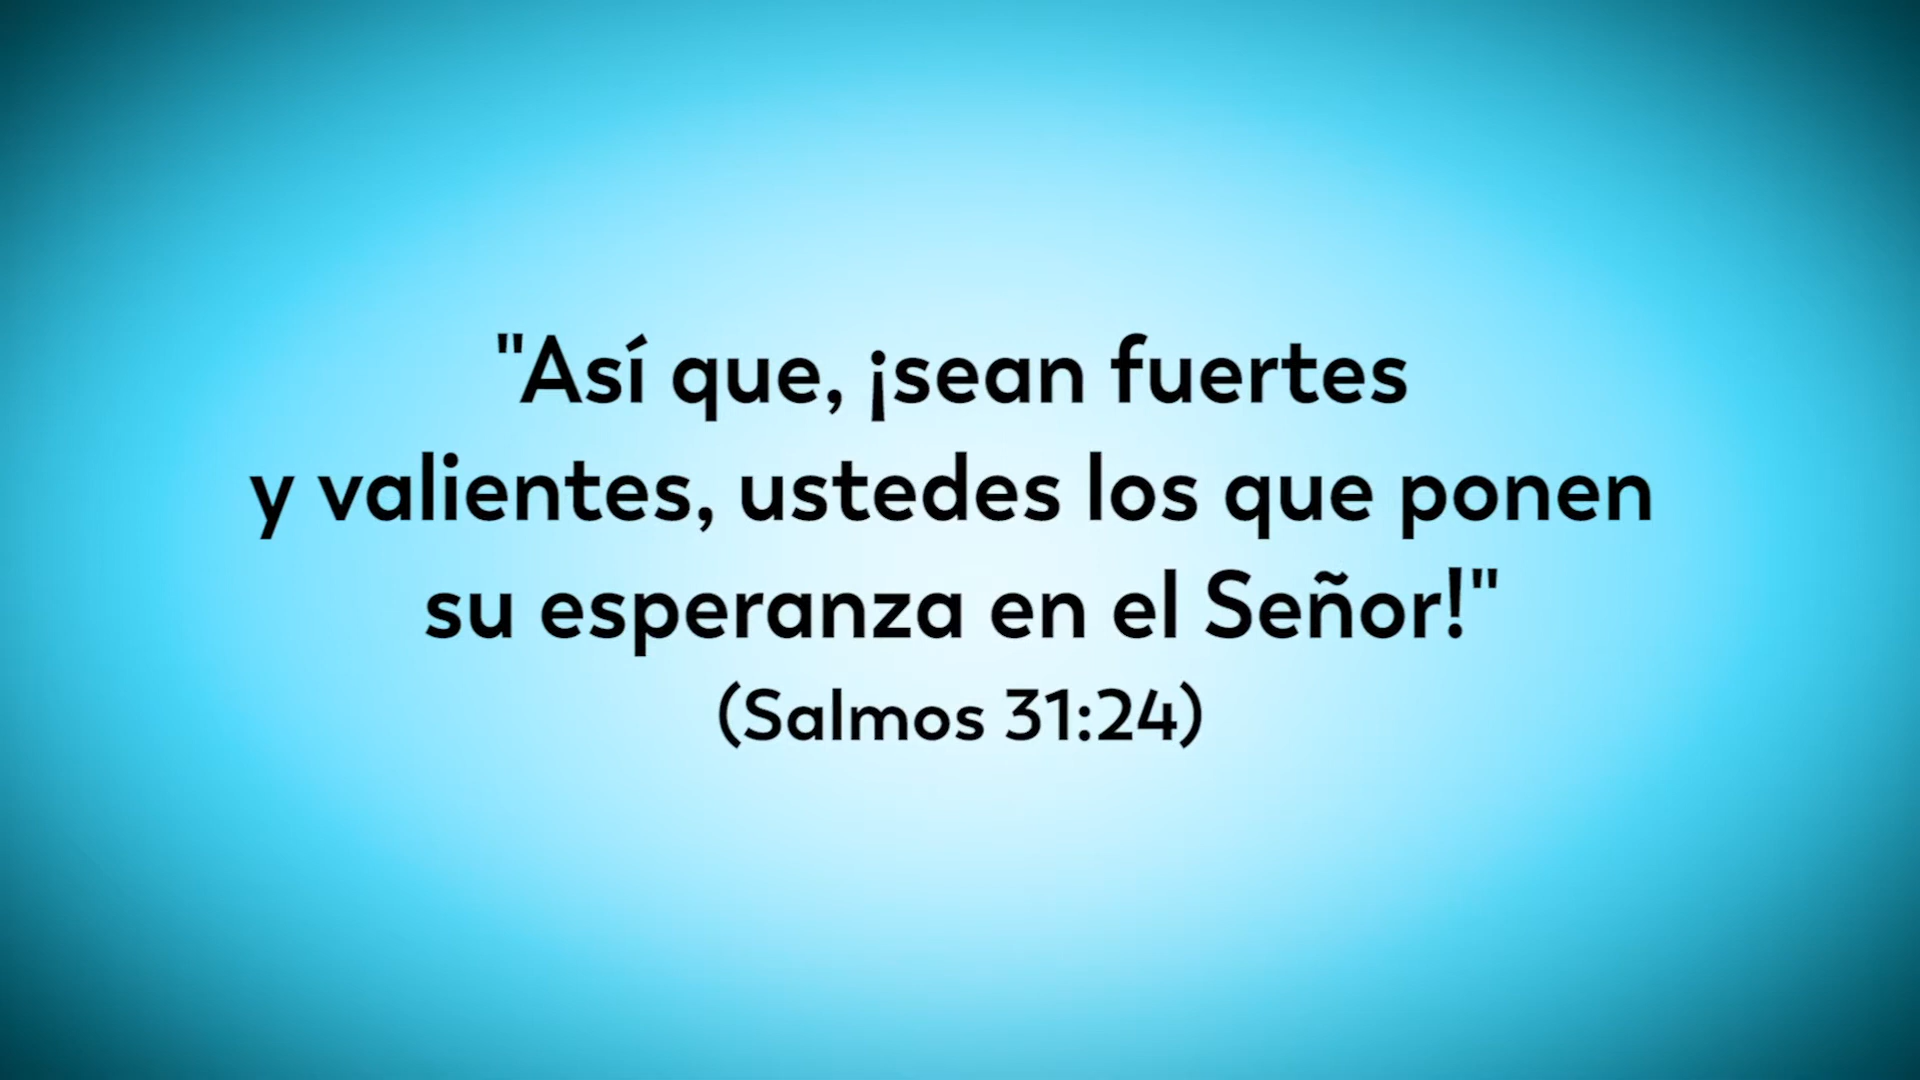 "Así que, ¡sean fuertes
y valientes, ustedes los que ponen
su esperanza en el Señor!"
(Salmos 31:24)